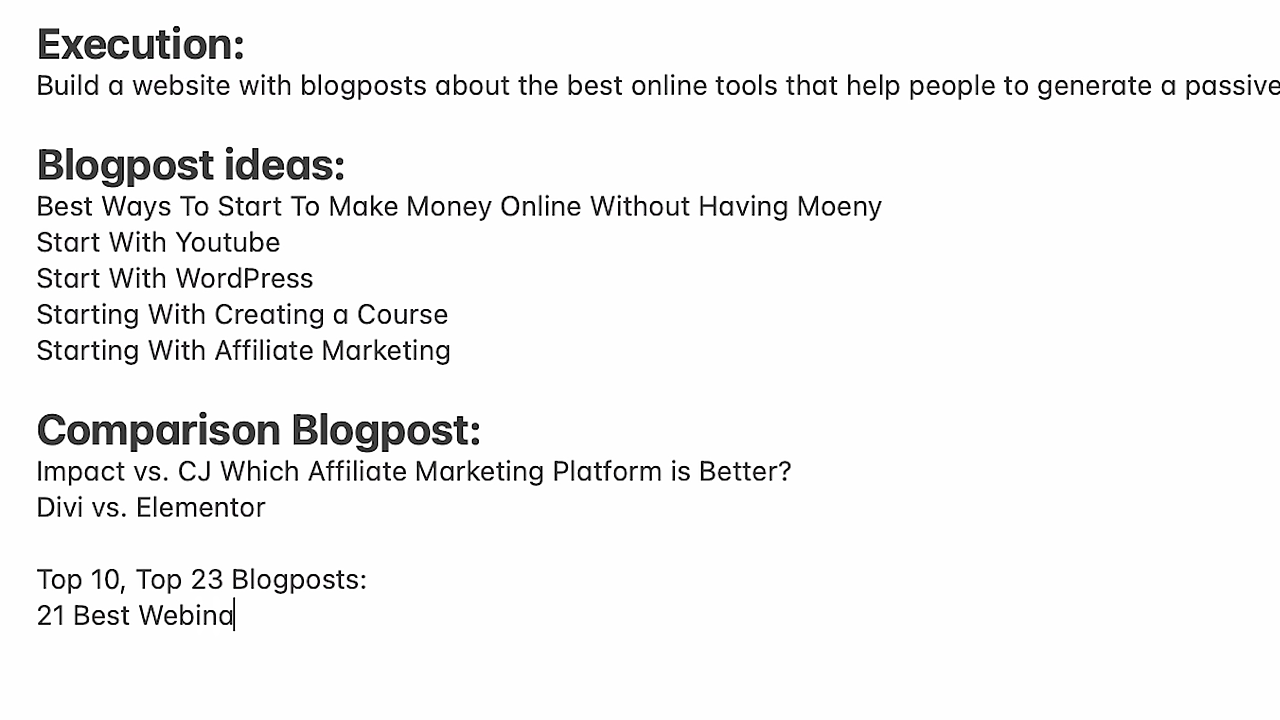 Execution:
Build a website with blogposts about the best online tools that help people to generate a passive
Blogpost ideas:
Best Ways To Start To Make Money Online Without Having Moeny
Start With Youtube
Start With WordPress
Starting With Creating a Course
Starting With Affiliate Marketing
Comparison Blogpost:
Impact vs. CJ Which Affiliate Marketing Platform is Better?
Divi vs. Elementor
Top 10, Top 23 Blogposts:
21 Best Webina